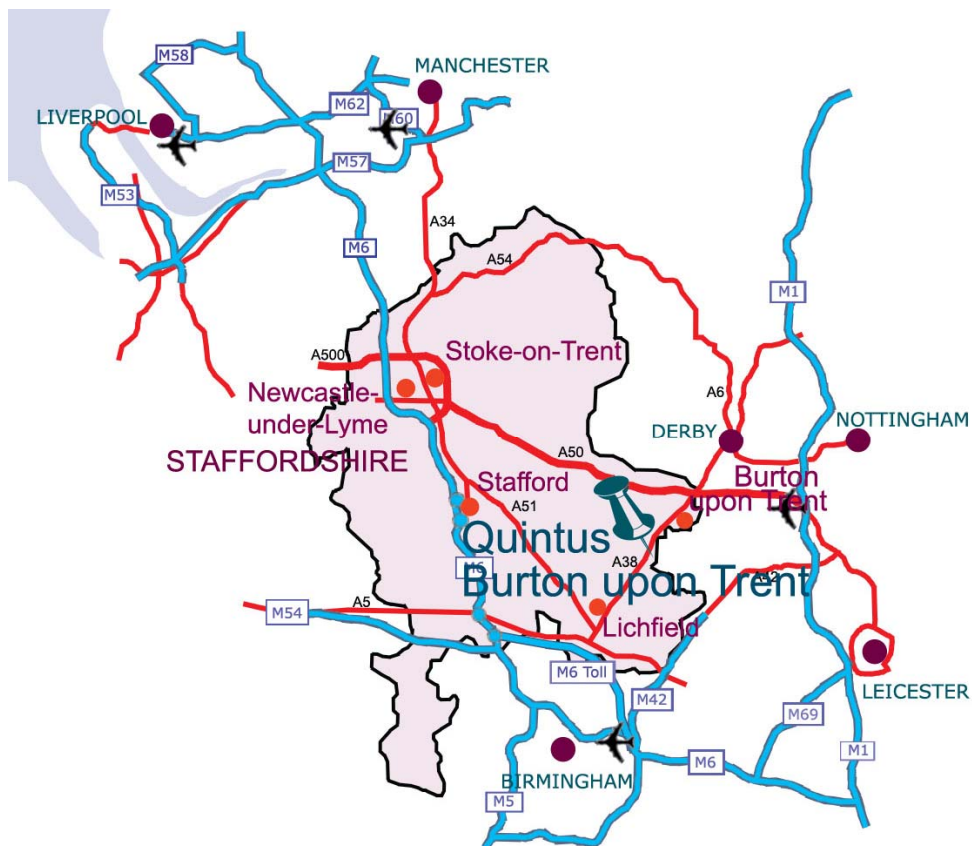 M58
MANCHESTER
M62
LIVERPOOL
M60
M57
M53
A34
M6
A54
M1
A500
Stoke-on-Trent
Newcastle-
under-Lyme
A6
NOTTINGHAM
DERBY
STAFFORDSHIRE
A50
Burton
upon Trent
Stafford
A51
Quintus
Burton upon Trent
M6
A38
A42
M54
A5
Lichfield
M6 Toll
M42
LEICESTER
M69
M1
M6
BIRMINGHAM
M5